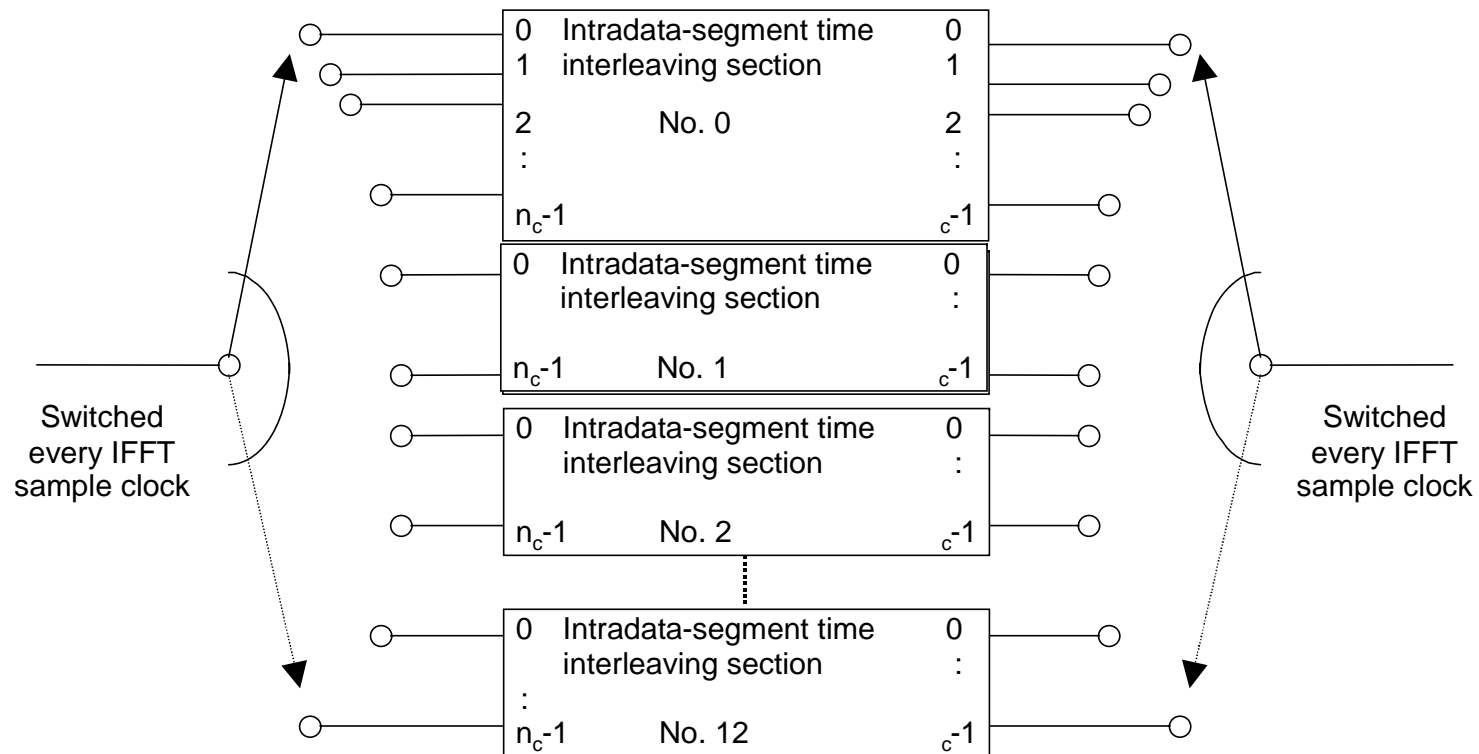 0 Intradata-segment time 0
1 interleaving section 1
2 No. 0 2
: :
n_c-1 _c-1
0 Intradata-segment time 0
interleaving section :
n_c-1 No. 1 _c-1
Switched
every IFFT
sample clock
0 Intradata-segment time 0
interleaving section :
n_c-1 No. 2 _c-1
Switched
every IFFT
sample clock
0 Intradata-segment time 0
interleaving section :
:
n_c-1 No. 12 _c-1